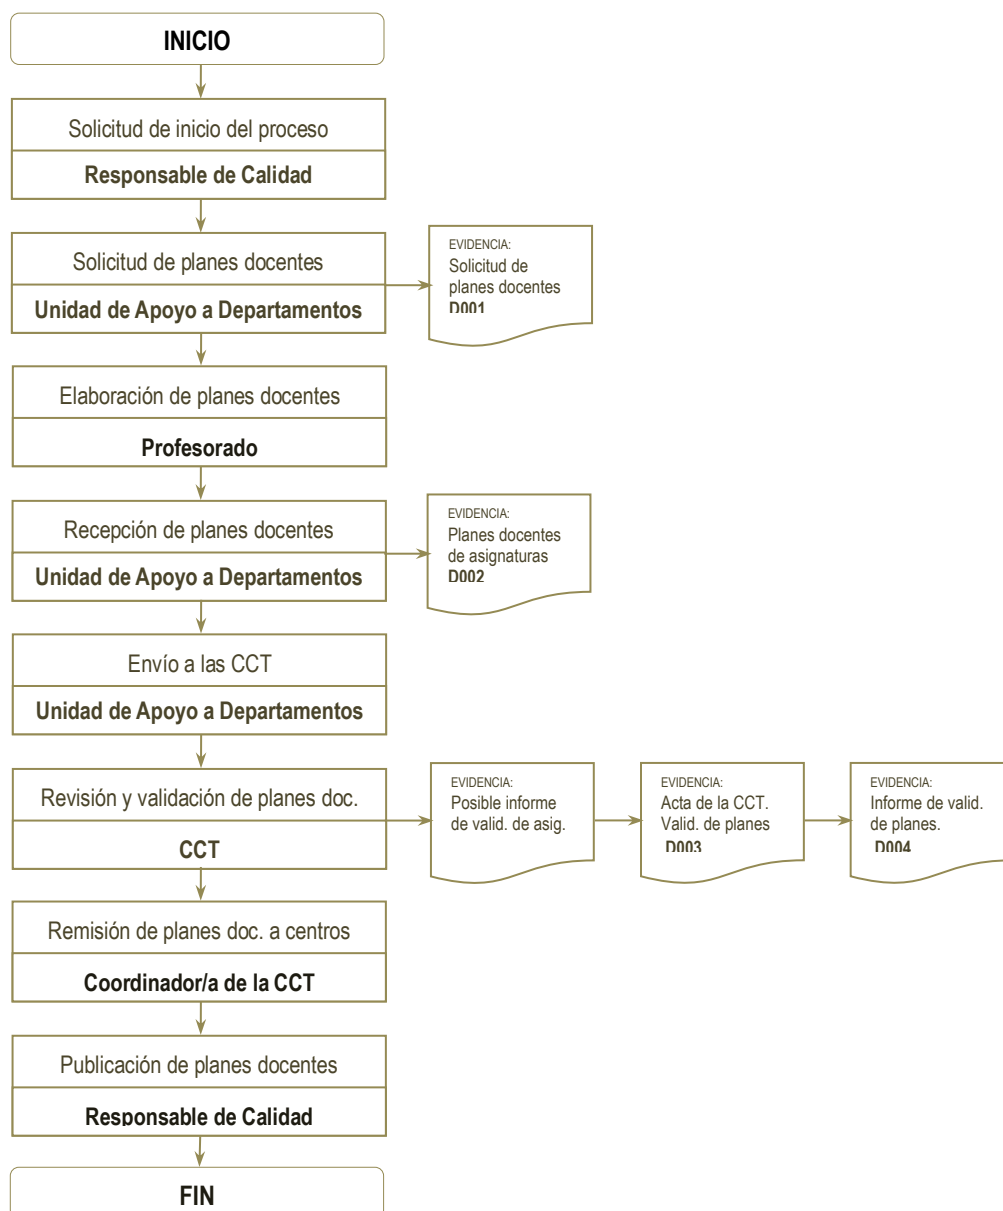 INICIO
Solicitud de inicio del proceso
Responsable de Calidad
Solicitud de planes docentes
Unidad de Apoyo a Departamentos
EVIDENCIA:
Solicitud de
planes docentes
D001
Elaboración de planes docentes
Profesorado
Recepción de planes docentes
Unidad de Apoyo a Departamentos
EVIDENCIA:
Planes docentes
de asignaturas
D002
Envío a las CCT
Unidad de Apoyo a Departamentos
Revisión y validación de planes doc.
CCT
EVIDENCIA:
Posible informe
de valid. de asig.
EVIDENCIA:
Acta de la CCT.
Valid. de planes
D003
EVIDENCIA:
Informe de valid.
de planes.
D004
Remisión de planes doc. a centros
Coordinador/a de la CCT
Publicación de planes docentes
Responsable de Calidad
FIN